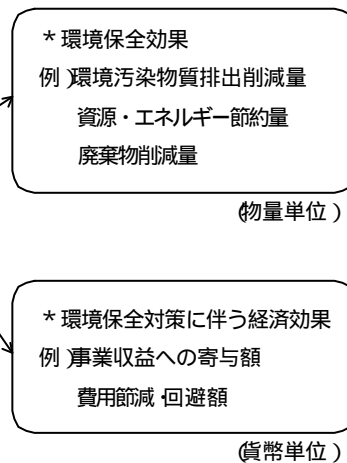 *環境保全効果
例)環境汚染物質排出削減量
資源・エネルギー節約量
廃棄物削減量
(物量単位)
*環境保全対策に伴う経済効果
例)事業収益への寄与額
費用節減・回避額
(貨幣単位)